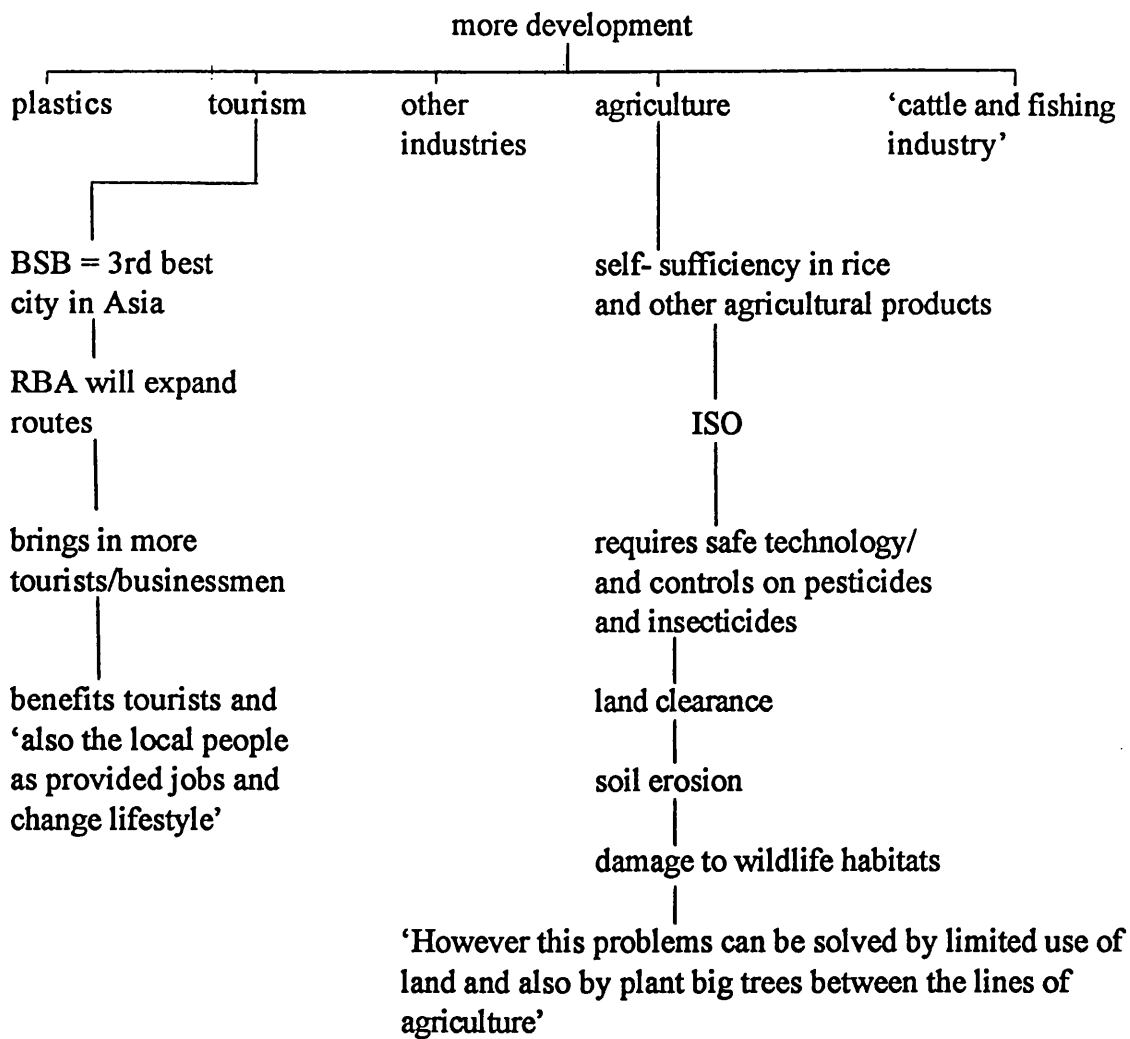 more development
plastics
tourism
other
industries
agriculture
‘cattle and fishing
industry’
BSB = 3rd best
city in Asia
RBA will expand
routes
brings in more
tourists/businessmen
benefits tourists and
‘also the local people
as provided jobs and
change lifestyle’
self- sufficiency in rice
and other agricultural products
ISO
requires safe technology/
and controls on pesticides
and insecticides
land clearance
soil erosion
damage to wildlife habitats
‘However this problems can be solved by limited use of
land and also by plant big trees between the lines of
agriculture’